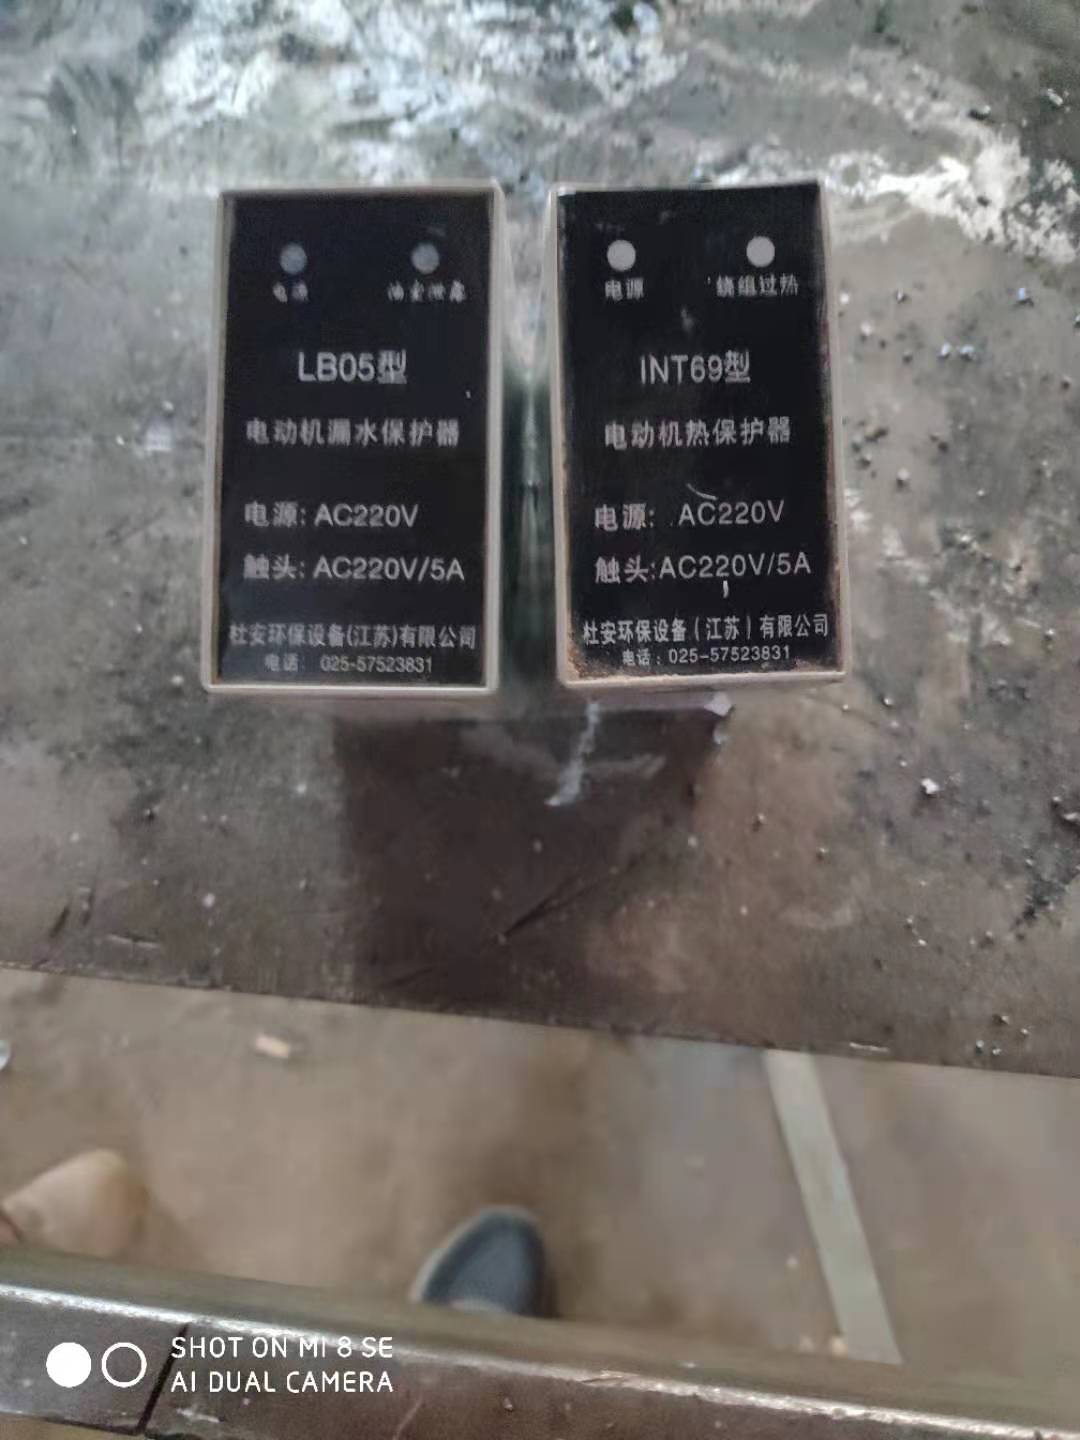 电源 油室泄露
LB05型
电动机漏水保护器
电源: AC220V
触头: AC220V/5A
杜安环保设备(江苏)有限公司
电话: 025-57523831
电源 绕组过热
INT69型
电动机热保护器
电源: AC220V
触头:AC220V/5A
杜安环保设备(江苏)有限公司
电话: 025-57523831
SHOT ON MI 8 SE
AI DUAL CAMERA